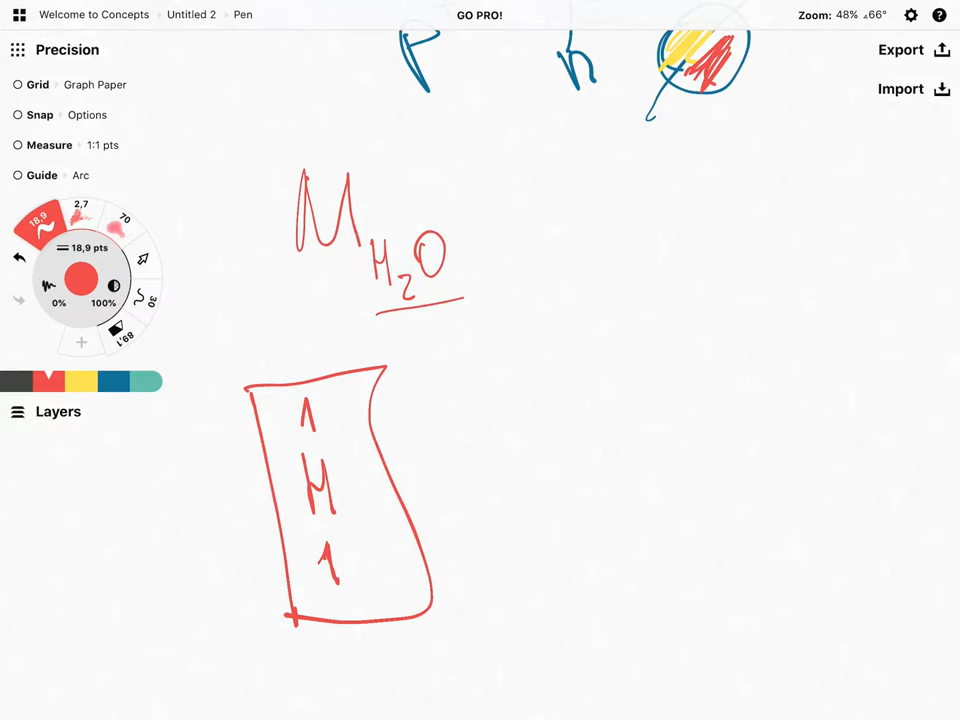 Welcome to Concepts › Untitled 2 › Pen GO PRO! Zoom: 48% ⦟66°
Precision
Export
Import
Grid › Graph Paper
Snap › Options
Measure › 1:1 pts
Guide › Arc
18,9 2,7 70
18,9 pts
0% 100%
30
89,1
Layers
P n
M H₂O
1
H
1